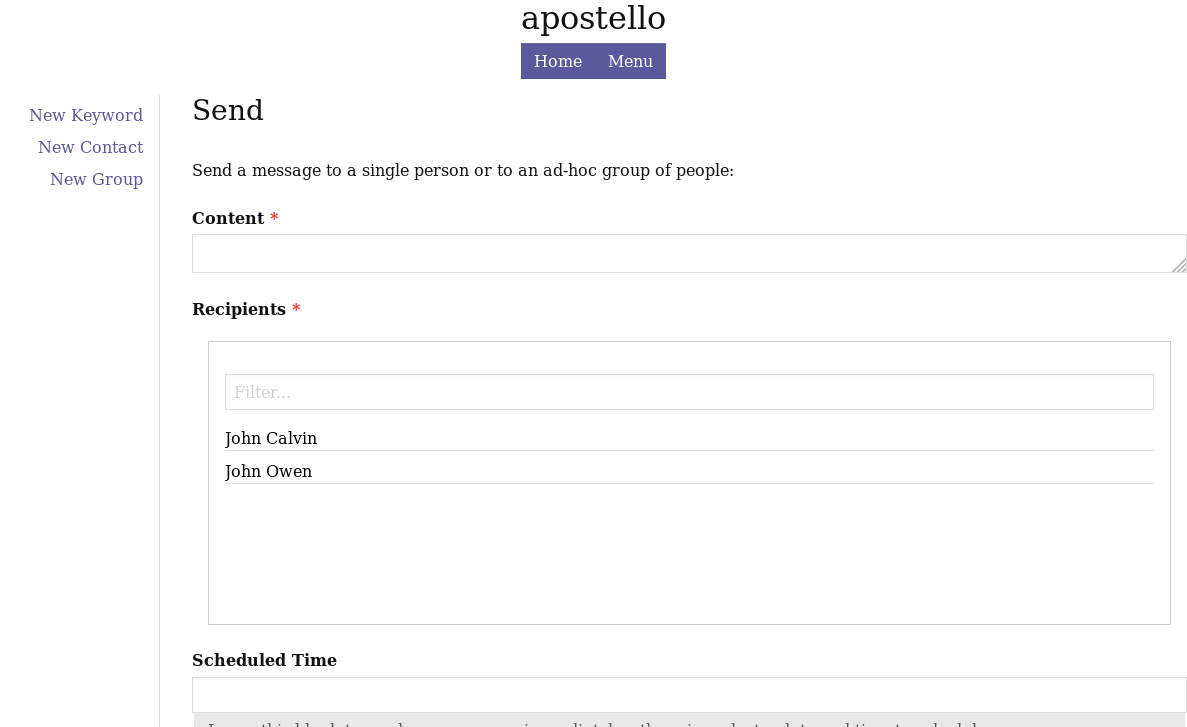 apostello
Home Menu
New Keyword
New Contact
New Group
Send
Send a message to a single person or to an ad-hoc group of people:
Content *
Recipients *
Filter...
John Calvin
John Owen
Scheduled Time